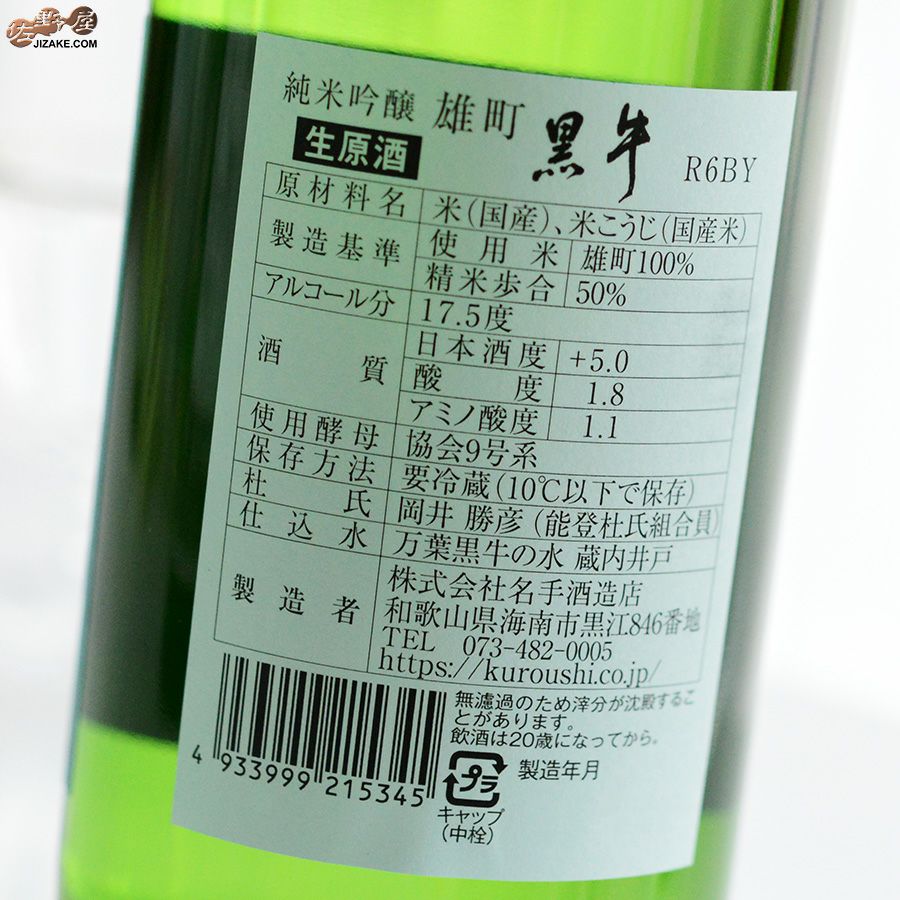 佐野屋
JIZAKE.COM
純米吟醸 雄町 黒牛 R6BY
生原酒
原材料名 米(国産)、米こうじ(国産米)
製造基準 使用米 雄町100%
精米歩合 50%
アルコール分 17.5度
酒質 日本酒度 +5.0
酸度 1.8
アミノ酸度 1.1
使用酵母 協会9号系
保存方法 要冷蔵(10℃以下で保存)
杜氏 岡井 勝彦(能登杜氏組合員)
仕込水 万葉黒牛の水 蔵内井戸
製造者 株式会社名手酒造店
和歌山県海南市黒江846番地
TEL 073-482-0005
https://kuroushi.co.jp/
無濾過のため滓分が沈殿するこ
とがあります。
飲酒は20歳になってから。
4 933999 215345
プラ
製造年月
キャップ
(中栓)